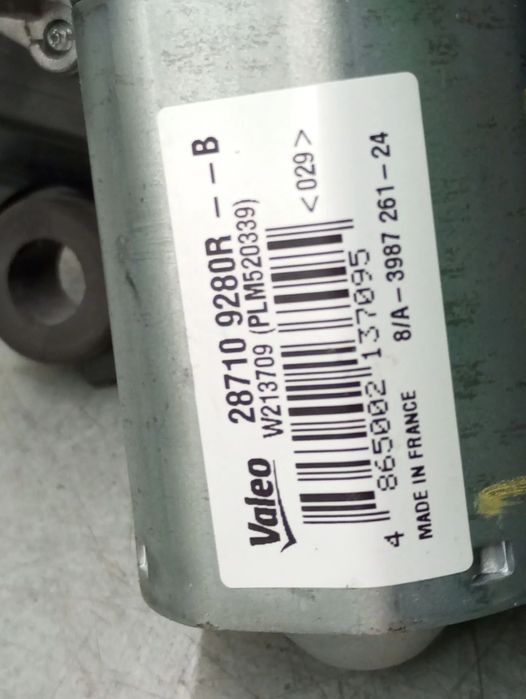 Valeo 28710 9280R -- B
W213709 (PLM520339)
<029>
4 865002 137095
MADE IN FRANCE 8/A-3987 261-24